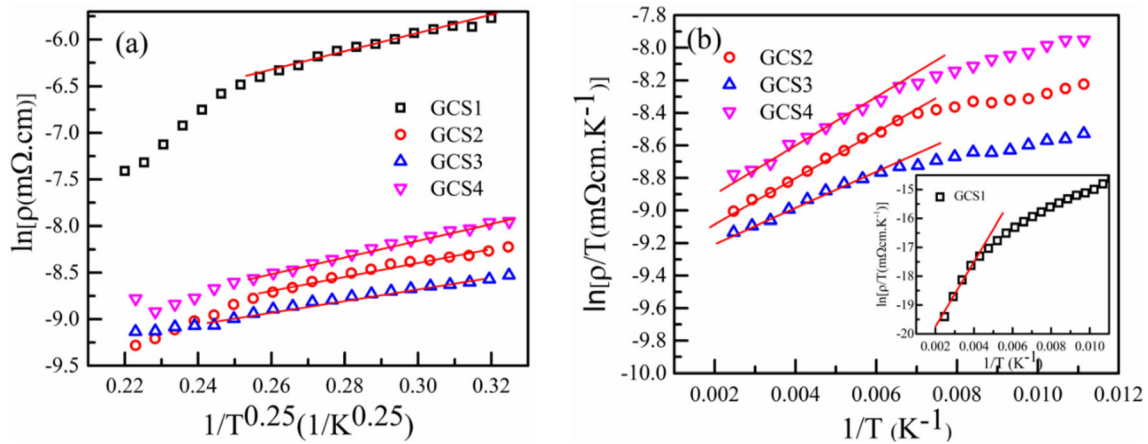 (a)
GCS1
GCS2
GCS3
GCS4
-6.0
-6.5
-7.0
-7.5
-8.0
-8.5
-9.0
-9.5
ln[ρ(mΩ.cm)]
0.22 0.24 0.26 0.28 0.30 0.32
1/T^0.25(1/K^0.25)
(b)
GCS2
GCS3
GCS4
-7.8
-8.0
-8.2
-8.4
-8.6
-8.8
-9.0
-9.2
-9.4
-9.6
-9.8
-10.0
ln[ρ/T(mΩcm.K^-1)]
0.000 0.002 0.004 0.006 0.008 0.010 0.012
1/T (K^-1)
GCS1
-15
-16
-17
-18
-19
-20
ln[ρ/T(mΩcm.K^-1)]
0.002 0.004 0.006 0.008 0.010
1/T (K^-1)